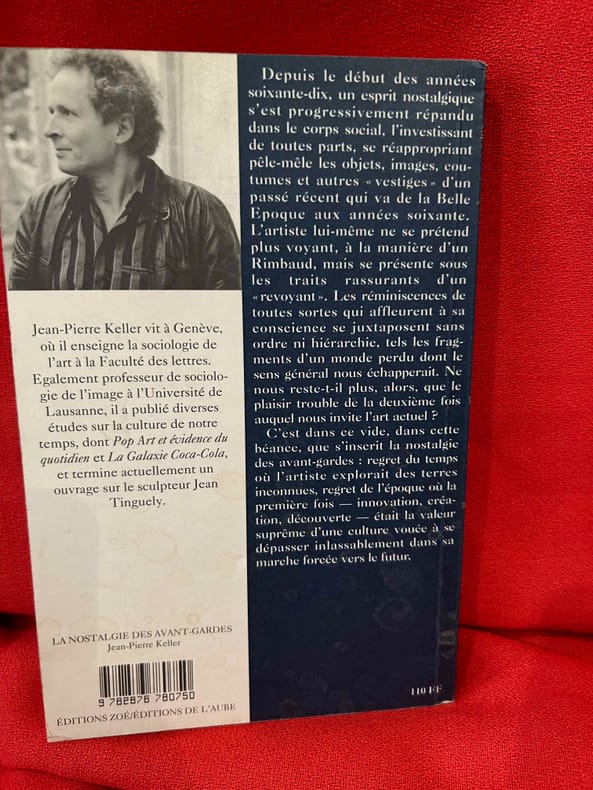 Jean-Pierre Keller vit à Genève,
où il enseigne la sociologie de
l'art à la Faculté des lettres.
Egalement professeur de sociolo-
gie de l'image à l'Université de
Lausanne, il a publié diverses
études sur la culture de notre
temps, dont Pop Art et évidence du
quotidien et La Galaxie Coca-Cola,
et termine actuellement un
ouvrage sur le sculpteur Jean
Tinguely.
LA NOSTALGIE DES AVANT-GARDES
Jean-Pierre Keller
9 782876 780750
ÉDITIONS ZOÉ/ÉDITIONS DE L'AUBE
Depuis le début des années
soixante-dix, un esprit nostalgique
s'est progressivement répandu
dans le corps social, l'investissant
de toutes parts, se réappropriant
pêle-mêle les objets, images, cou-
tumes et autres « vestiges » d'un
passé récent qui va de la Belle
Epoque aux années soixante.
L'artiste lui-même ne se prétend
plus voyant, à la manière d'un
Rimbaud, mais se présente sous
les traits rassurants d'un
« revoyant ». Les réminiscences de
toutes sortes qui affleurent à sa
conscience se juxtaposent sans
ordre ni hiérarchie, tels les frag-
ments d'un monde perdu dont le
sens général nous échapperait. Ne
nous reste-t-il plus, alors, que le
plaisir trouble de la deuxième fois
auquel nous invite l'art actuel ?
C'est dans ce vide, dans cette
béance, que s'inscrit la nostalgie
des avant-gardes : regret du temps
où l'artiste explorait des terres
inconnues, regret de l'époque où la
première fois — innovation, créa-
tion, découverte — était la valeur
suprême d'une culture vouée à se
dépasser inlassablement dans sa
marche forcée vers le futur.
110 FF